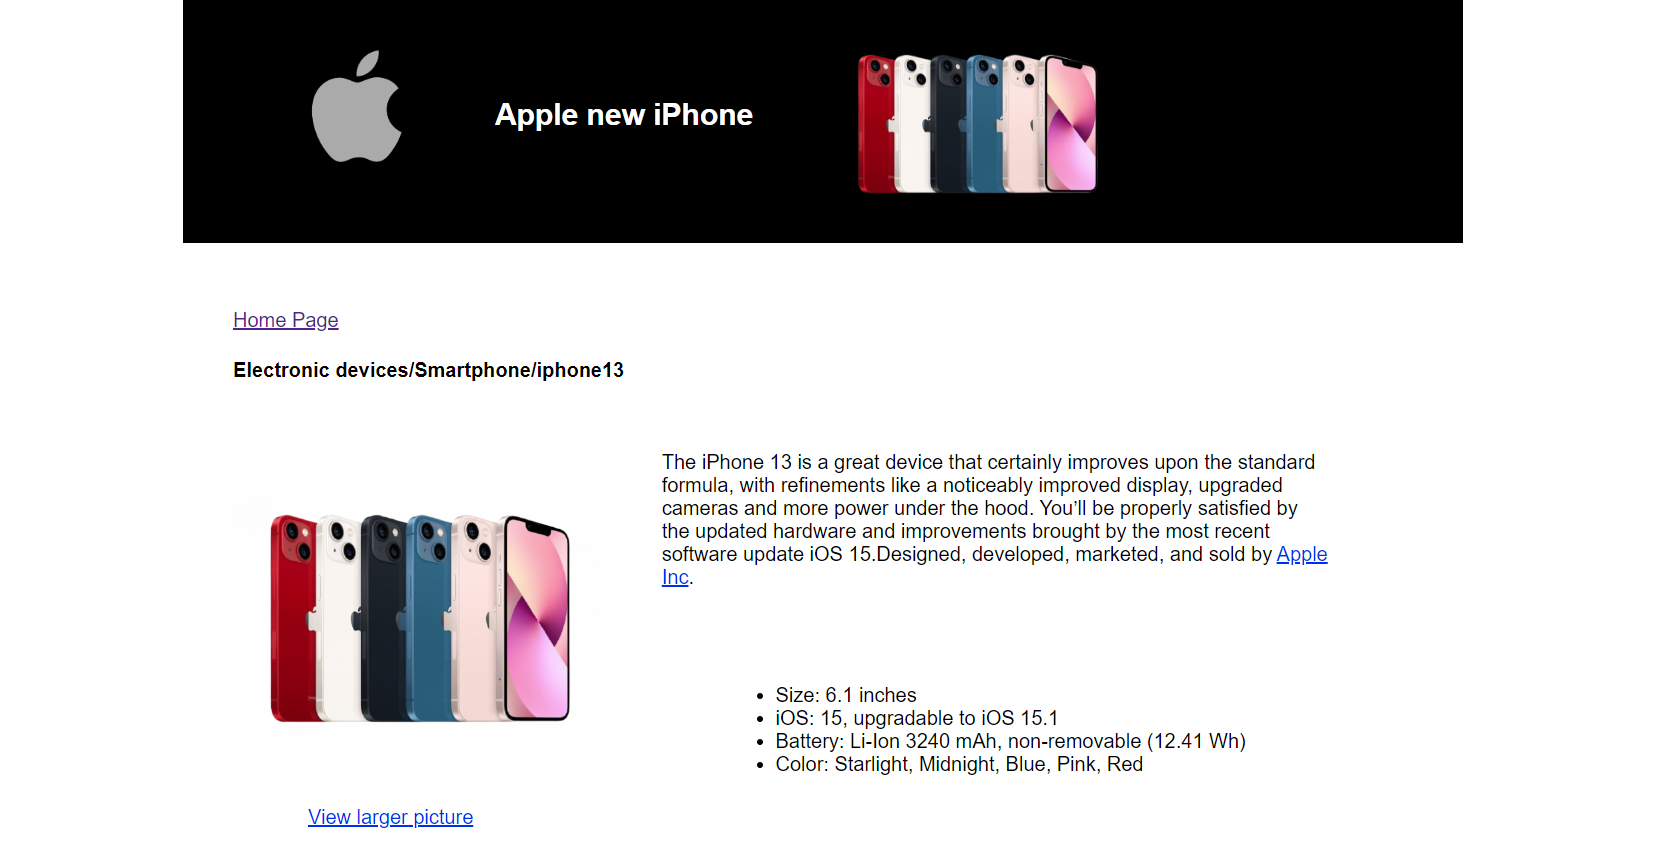 Apple new iPhone
Home Page
Electronic devices/Smartphone/iphone13
The iPhone 13 is a great device that certainly improves upon the standard
formula, with refinements like a noticeably improved display, upgraded
cameras and more power under the hood. You’ll be properly satisfied by
the updated hardware and improvements brought by the most recent
software update iOS 15.Designed, developed, marketed, and sold by Apple
Inc.
• Size: 6.1 inches
• iOS: 15, upgradable to iOS 15.1
• Battery: Li-Ion 3240 mAh, non-removable (12.41 Wh)
• Color: Starlight, Midnight, Blue, Pink, Red
View larger picture